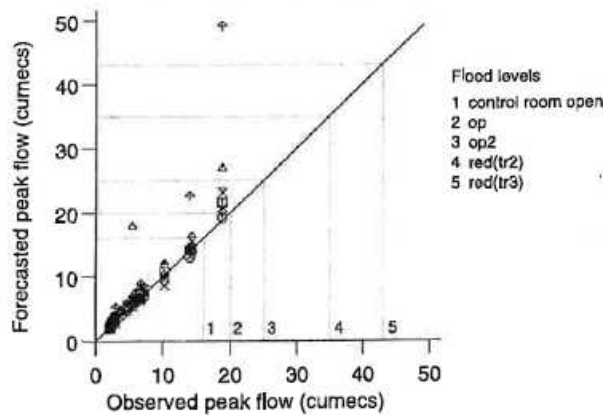 Forecasted peak flow (cumecs)
50
40
30
20
10
0
1 2 3 4 5
0 10 20 30 40 50
Observed peak flow (cumecs)
Flood levels
1 control room open
2 op
3 op2
4 red(tr2)
5 red(tr3)